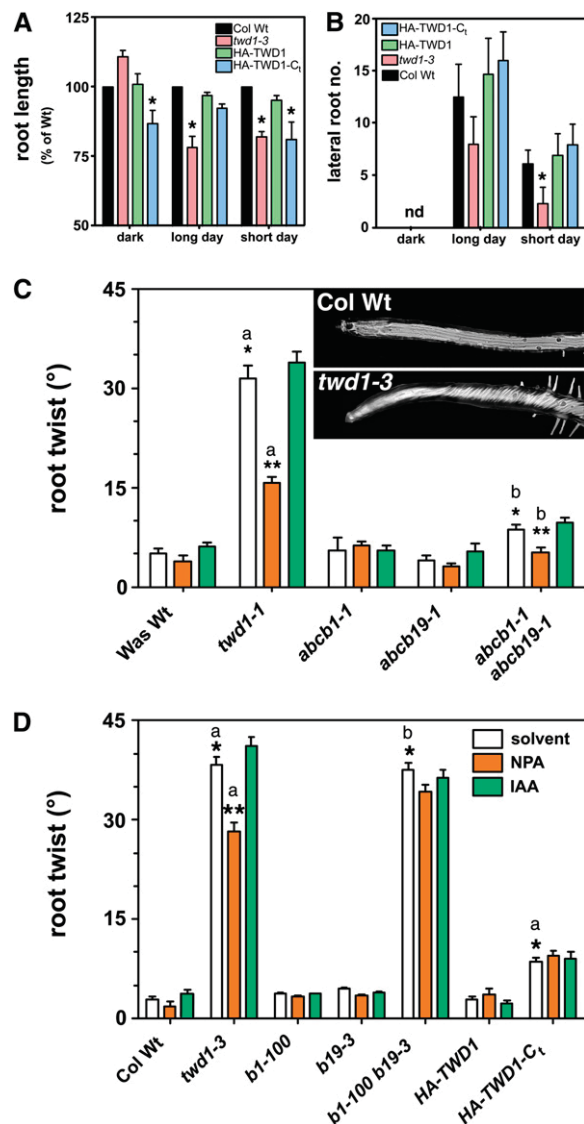 A
Col Wt
twd1-3
HA-TWD1
HA-TWD1-Ct
root length
(% of Wt)
100
75
50
*
*
*
*
dark
long day
short day
B
HA-TWD1-Ct
HA-TWD1
twd1-3
Col Wt
lateral root no.
20
15
10
5
0
nd
*
dark
long day
short day
C
root twist (°)
45
30
15
0
a
*
a
**
b
*
b
**
Col Wt
twd1-3
Was Wt
twd1-1
abcb1-1
abcb19-1
abcb1-1
abcb19-1
D
root twist (°)
45
30
15
0
a
*
a
**
b
*
a
*
solvent
NPA
IAA
Col Wt
twd1-3
b1-100
b19-3
b1-100 b19-3
HA-TWD1
HA-TWD1-Ct